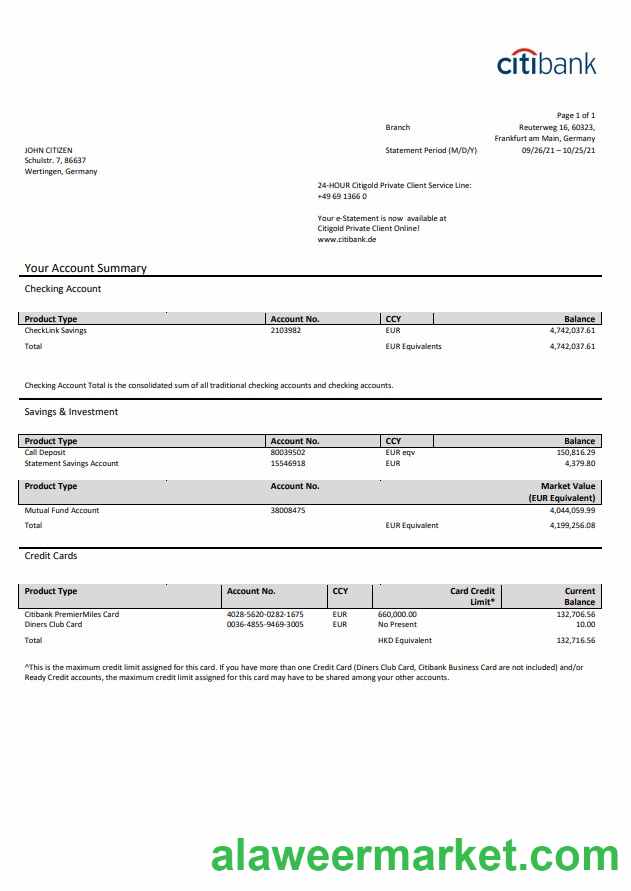 citibank
Page 1 of 1
Branch Reuterweg 16, 60323,
Frankfurt am Main, Germany
JOHN CITIZEN Statement Period (M/D/Y) 09/26/21 – 10/25/21
Schulstr. 7, 86637
Wertingen, Germany
24-HOUR Citigold Private Client Service Line:
+49 69 1366 0
Your e-Statement is now available at
Citigold Private Client Online!
www.citibank.de
Your Account Summary
Checking Account
Product Type Account No. CCY Balance
CheckLink Savings 2103982 EUR 4,742,037.61
Total EUR Equivalents 4,742,037.61
Checking Account Total is the consolidated sum of all traditional checking accounts and checking accounts.
Savings & Investment
Product Type Account No. CCY Balance
Call Deposit 80039502 EUR eqv 150,816.29
Statement Savings Account 15546918 EUR 4,379.80
Product Type Account No. Market Value
(EUR Equivalent)
Mutual Fund Account 38008475 4,044,059.99
Total EUR Equivalent 4,199,256.08
Credit Cards
Product Type Account No. CCY Card Credit Current
Limit* Balance
Citibank PremierMiles Card 4028-5620-0282-1675 EUR 660,000.00 132,706.56
Diners Club Card 0036-4855-9469-3005 EUR No Present 10.00
Total HKD Equivalent 132,716.56
^This is the maximum credit limit assigned for this card. If you have more than one Credit Card (Diners Club Card, Citibank Business Card are not included) and/or
Ready Credit accounts, the maximum credit limit assigned for this card may have to be shared among your other accounts.
alaweermarket.com